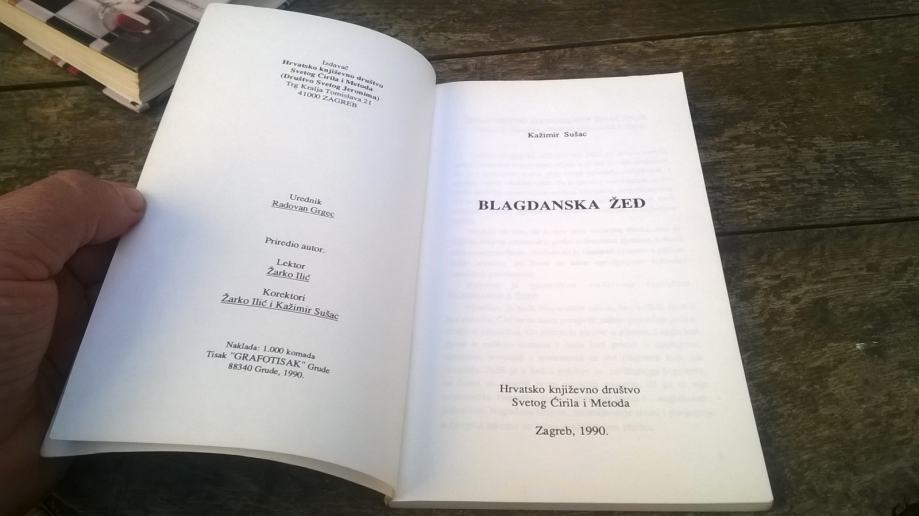 Izdavač
Hrvatsko književno društvo
Svetog Ćirila i Metoda
(Društvo Svetog Jeronima)
Trg Kralja Tomislava 21
41000 ZAGREB
Urednik
Radovan Grgec
Priredio autor.
Lektor
Žarko Ilić
Korektori
Žarko Ilić i Kažimir Sušac
Naklada: 1.000 komada
Tisak "GRAFOTISAK" Grude
88340 Grude, 1990.
Kažimir Sušac
BLAGDANSKA ŽEĐ
Hrvatsko književno društvo
Svetog Ćirila i Metoda
Zagreb, 1990.